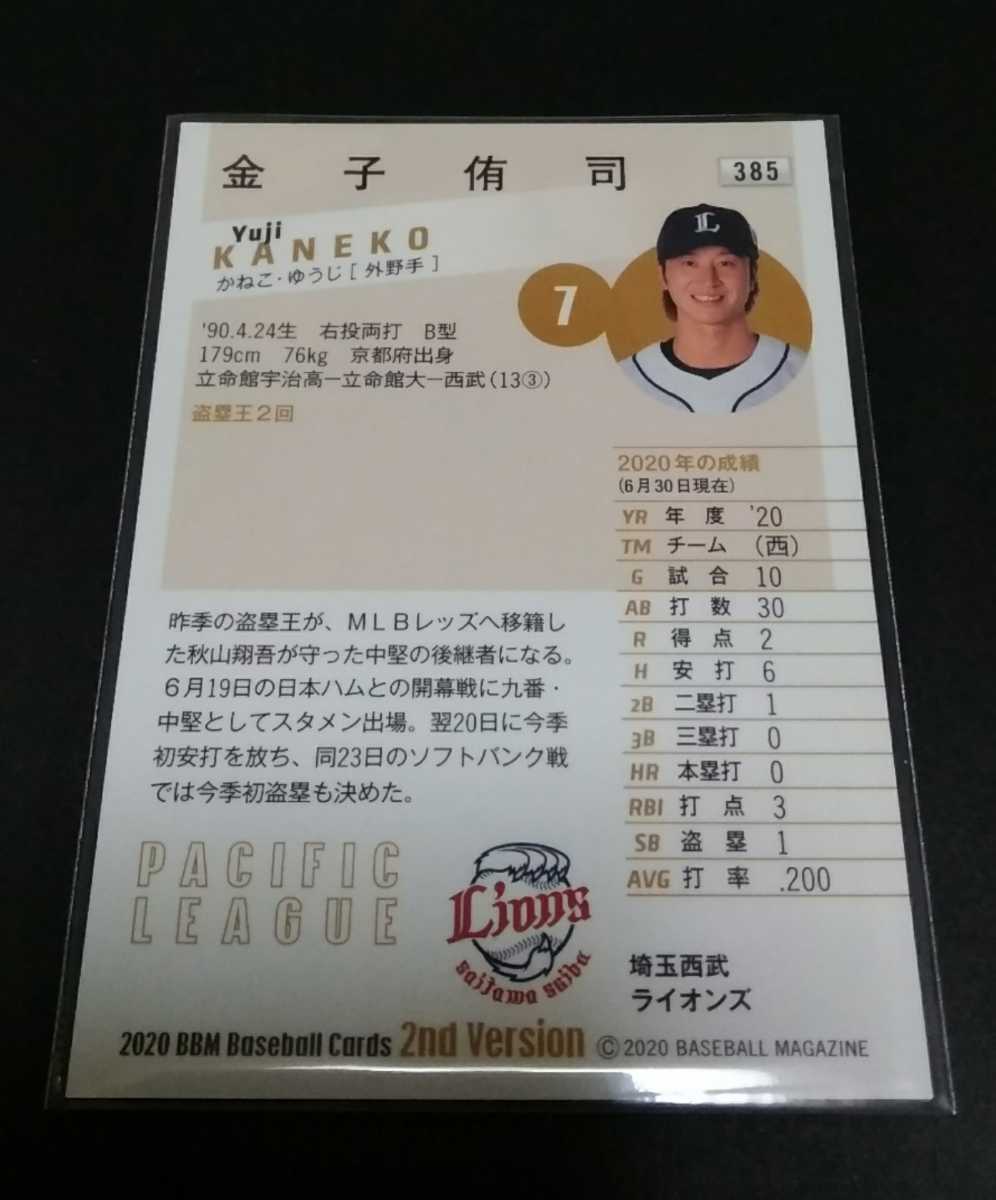 金子侑司
385
Yuji
KANEKO
かねこ・ゆうじ [ 外野手 ]
7
L
'90.4.24生 右投両打 B型
179cm 76kg 京都府出身
立命館宇治高ー立命館大ー西武(13③)
盗塁王2回
2020年の成績
(6月30日現在)
YR 年度 '20
TM チーム (西)
G 試合 10
AB 打数 30
R 得点 2
H 安打 6
2B 二塁打 1
3B 三塁打 0
HR 本塁打 0
RBI 打点 3
SB 盗塁 1
AVG 打率 .200
昨季の盗塁王が、MLBレッズへ移籍し
た秋山翔吾が守った中堅の後継者になる。
6月19日の日本ハムとの開幕戦に九番・
中堅としてスタメン出場。翌20日に今季
初安打を放ち、同23日のソフトバンク戦
では今季初盗塁も決めた。
PACIFIC
LEAGUE
Lions
saitama seibu
埼玉西武
ライオンズ
2020 BBM Baseball Cards 2nd Version ©2020 BASEBALL MAGAZINE